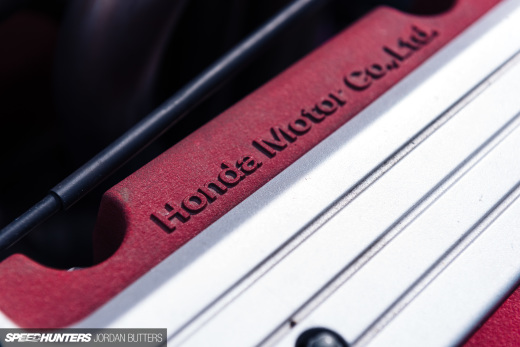 Honda Motor Co.,Ltd.
SPEEDHUNTERS JORDAN BUTTERS